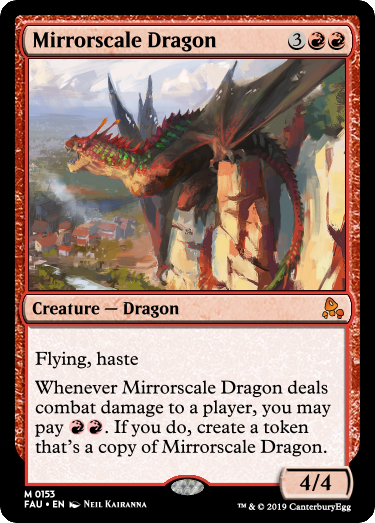 Mirrorscale Dragon 3
Creature — Dragon
Flying, haste
Whenever Mirrorscale Dragon deals
combat damage to a player, you may
pay . If you do, create a token
that's a copy of Mirrorscale Dragon.
4/4
M 0153
FAU • EN Neil Kairanna
™ & © 2019 CanterburyEgg